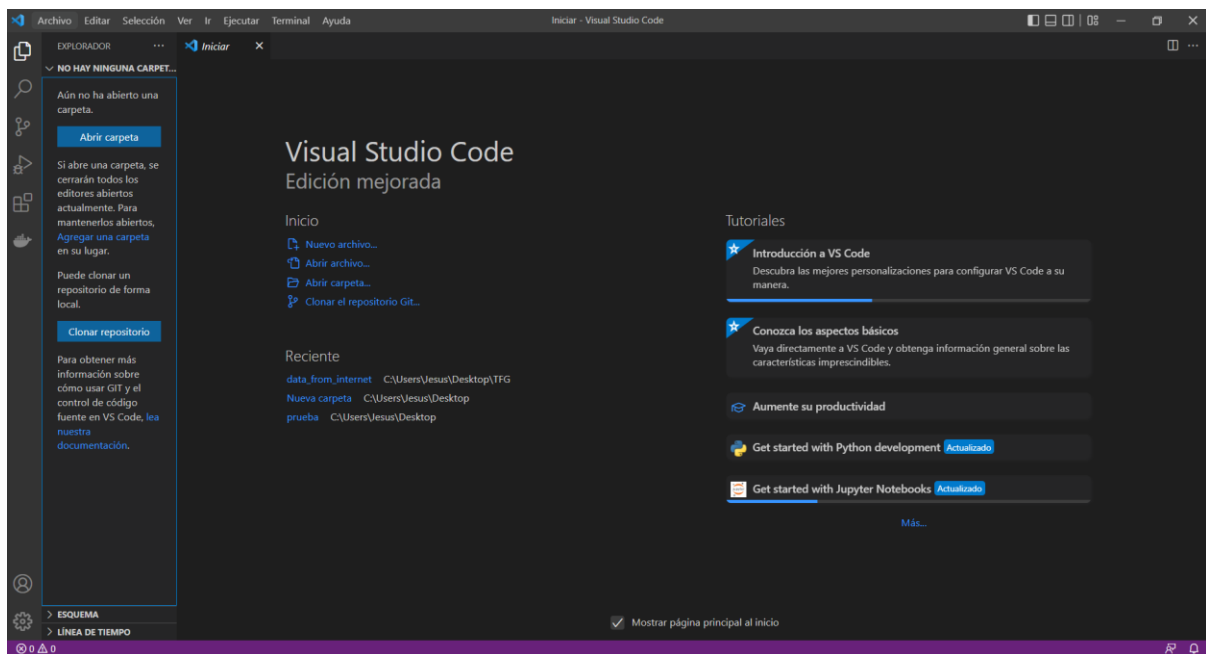 Archivo Editar Selección Ver Ir Ejecutar Terminal Ayuda
Iniciar - Visual Studio Code
EXPLORADOR
Iniciar
NO HAY NINGUNA CARPET...
Aún no ha abierto una
carpeta.
Abrir carpeta
Si abre una carpeta, se
cerrarán todos los
editores abiertos
actualmente. Para
mantenerlos abiertos,
Agregar una carpeta
en su lugar.
Puede clonar un
repositorio de forma
local.
Clonar repositorio
Para obtener más
información sobre
cómo usar GIT y el
control de código
fuente en VS Code, lea
nuestra
documentación.
ESQUEMA
LÍNEA DE TIEMPO
Visual Studio Code
Edición mejorada
Inicio
Nuevo archivo...
Abrir archivo...
Abrir carpeta...
Clonar el repositorio Git...
Reciente
data_from_internet C:\Users\Jesus\Desktop\TFG
Nueva carpeta C:\Users\Jesus\Desktop
prueba C:\Users\Jesus\Desktop
Tutoriales
Introducción a VS Code
Descubra las mejores personalizaciones para configurar VS Code a su
manera.
Conozca los aspectos básicos
Vaya directamente a VS Code y obtenga información general sobre las
características imprescindibles.
Aumente su productividad
Get started with Python development Actualizado
Get started with Jupyter Notebooks Actualizado
Más...
Mostrar página principal al inicio
0 0